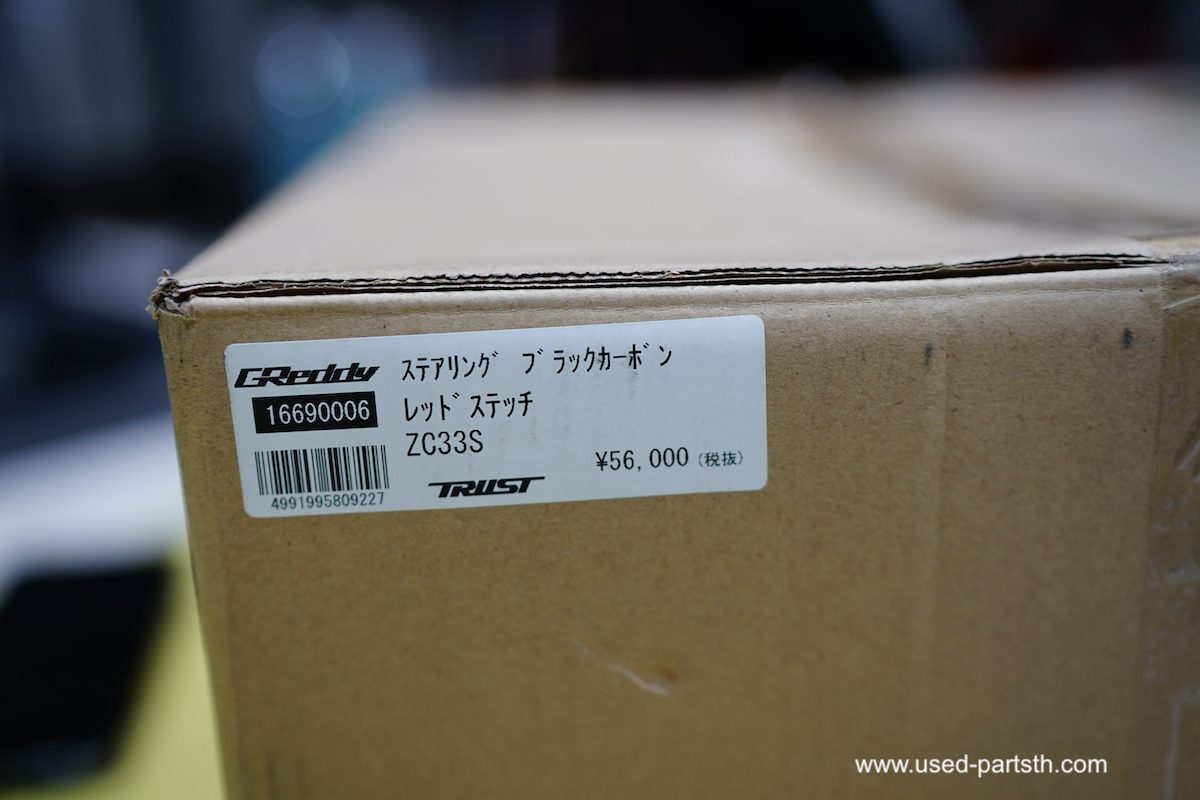 GReddy
ステアリング ブラックカーボン
16690006
レッドステッチ
ZC33S
¥56,000 (税抜)
4991995809227
TRUST
www.used-partsth.com